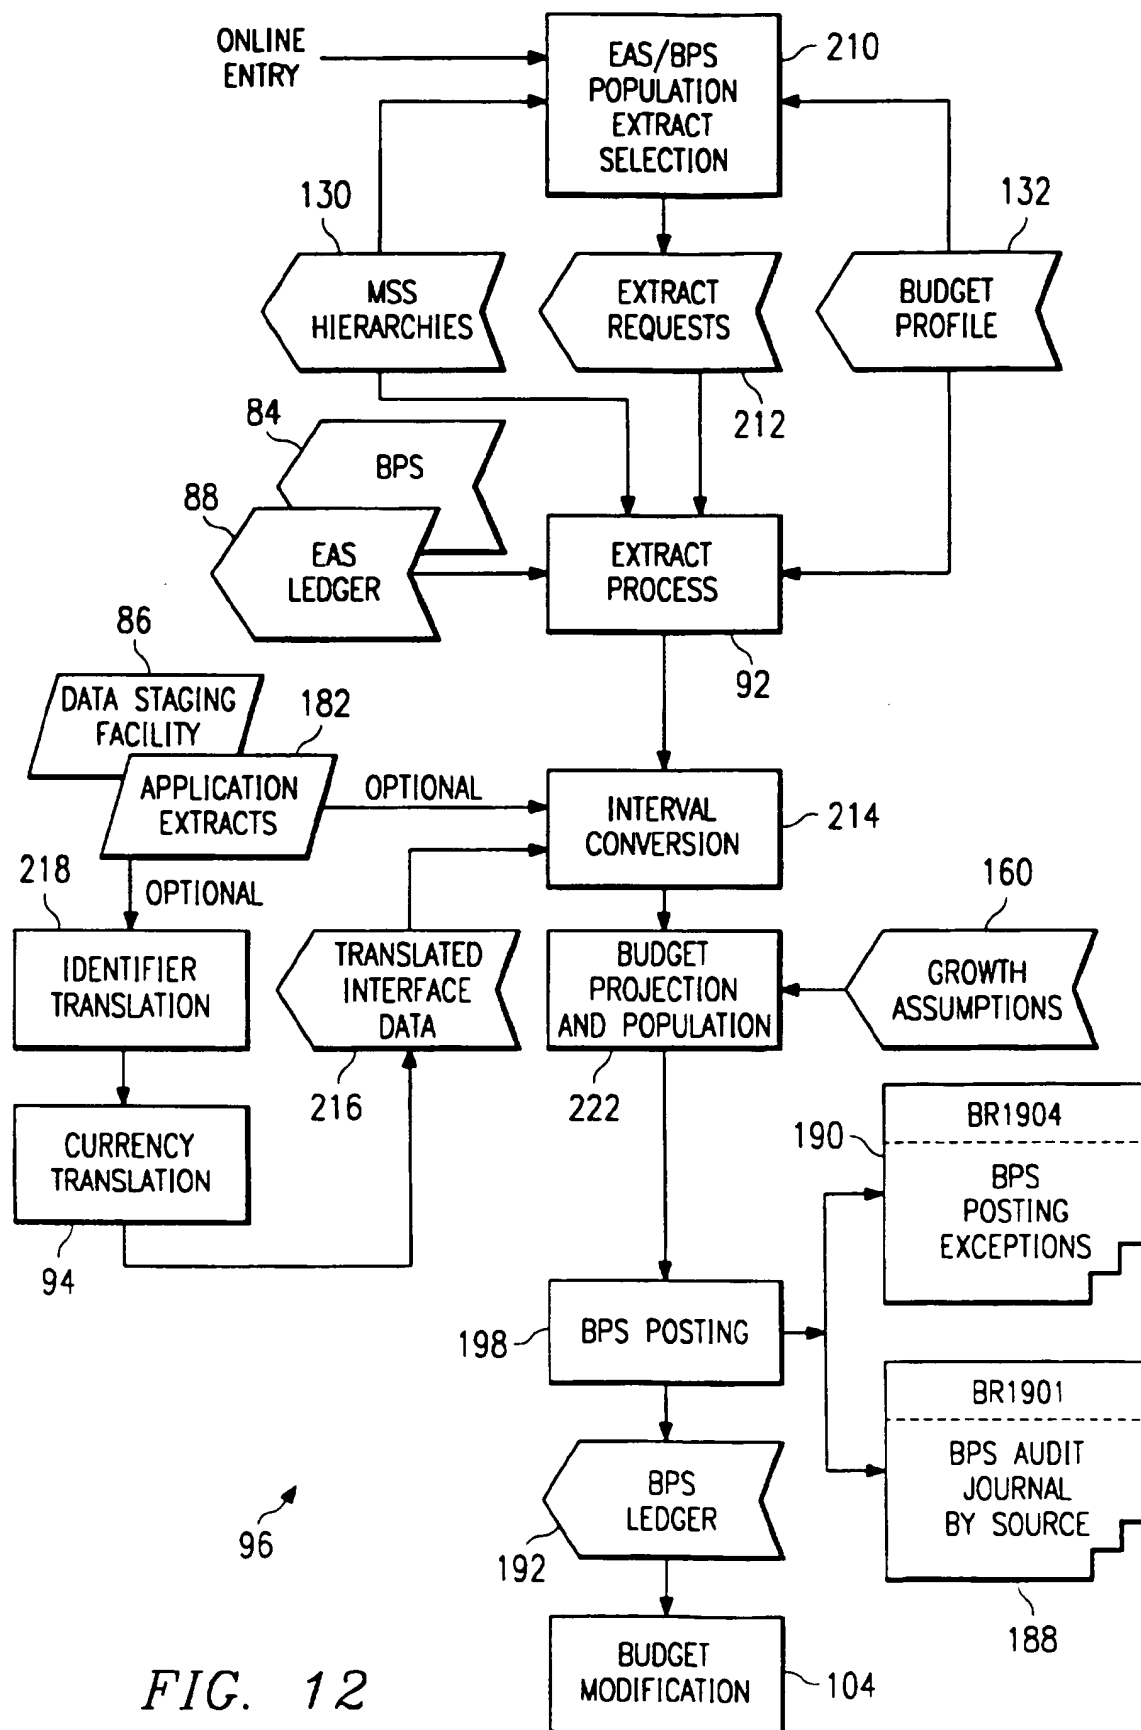 ONLINE
ENTRY
EAS/BPS
POPULATION
EXTRACT
SELECTION
210
130
MSS
HIERARCHIES
EXTRACT
REQUESTS
212
132
BUDGET
PROFILE
84
BPS
88
EAS
LEDGER
EXTRACT
PROCESS
92
86
DATA STAGING
FACILITY
182
APPLICATION
EXTRACTS
OPTIONAL
INTERVAL
CONVERSION
214
218
OPTIONAL
IDENTIFIER
TRANSLATION
TRANSLATED
INTERFACE
DATA
216
BUDGET
PROJECTION
AND POPULATION
222
160
GROWTH
ASSUMPTIONS
CURRENCY
TRANSLATION
94
190
BR1904
BPS
POSTING
EXCEPTIONS
198
BPS POSTING
BR1901
BPS AUDIT
JOURNAL
BY SOURCE
188
BPS
LEDGER
192
96
BUDGET
MODIFICATION
104
FIG. 12